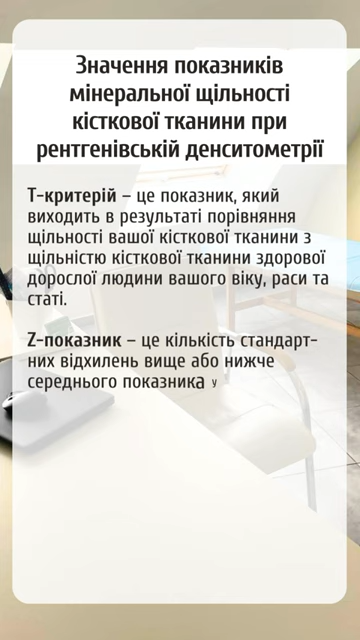 Значення показників
мінеральної щільності
кісткової тканини при
рентгенівській денситометрії
Т-критерій – це показник, який
виходить в результаті порівняння
щільності вашої кісткової тканини з
щільністю кісткової тканини здорової
дорослої людини вашого віку, раси та
статі.
Z-показник – це кількість стандарт-
них відхилень вище або нижче
середнього показника у